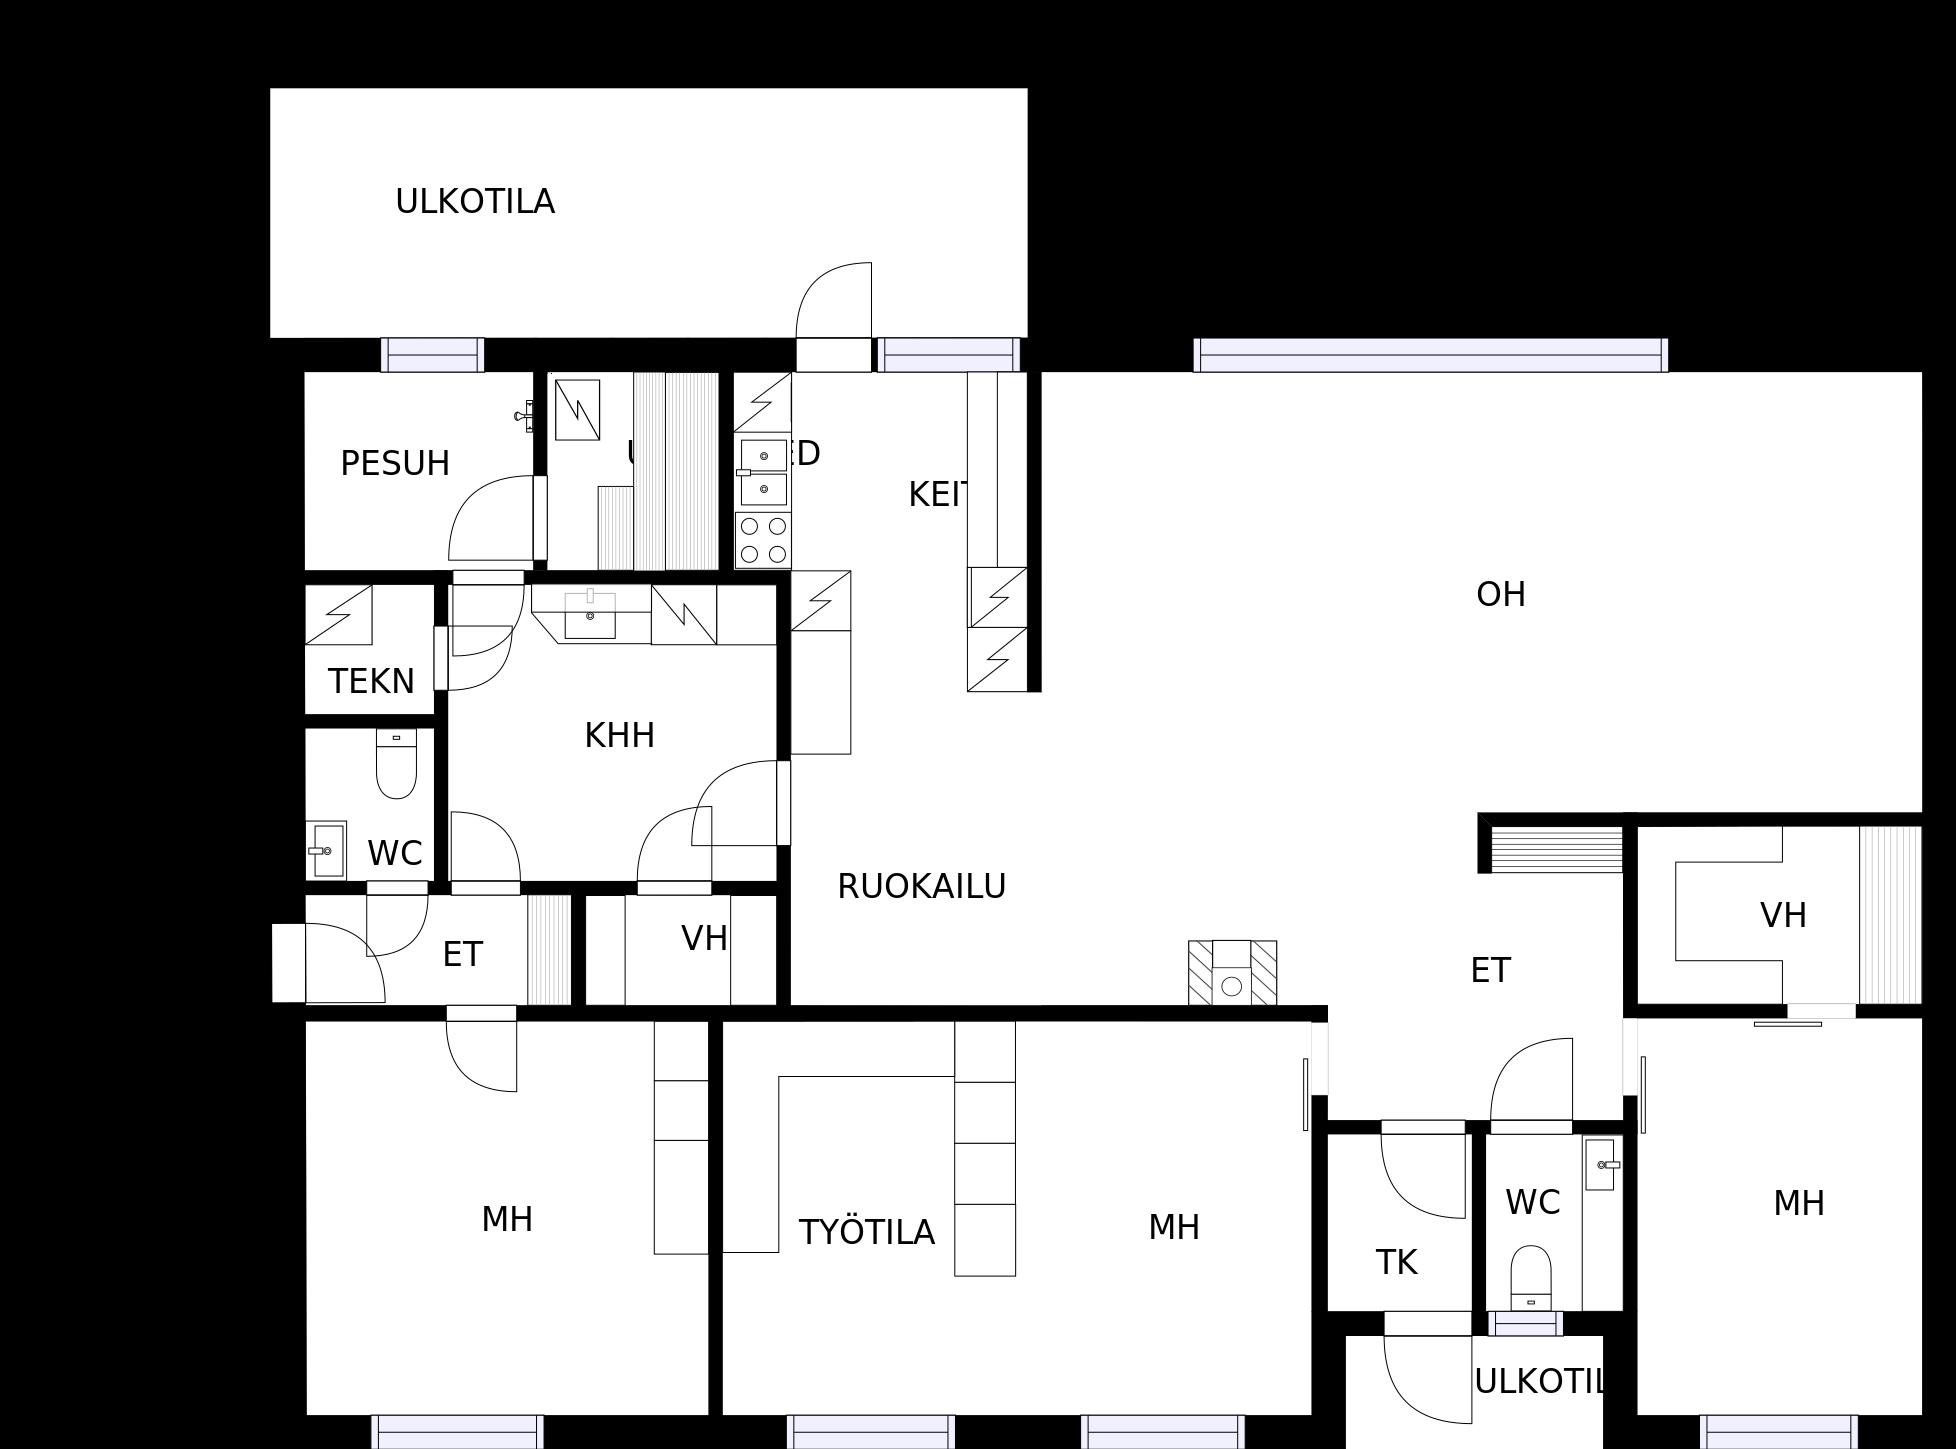 ULKOTILA
PESUH
KEIT
OH
TEKN
KHH
WC
RUOKAILU
VH
ET
VH
ET
MH
TYÖTILA
MH
WC
MH
TK
ULKOTIL